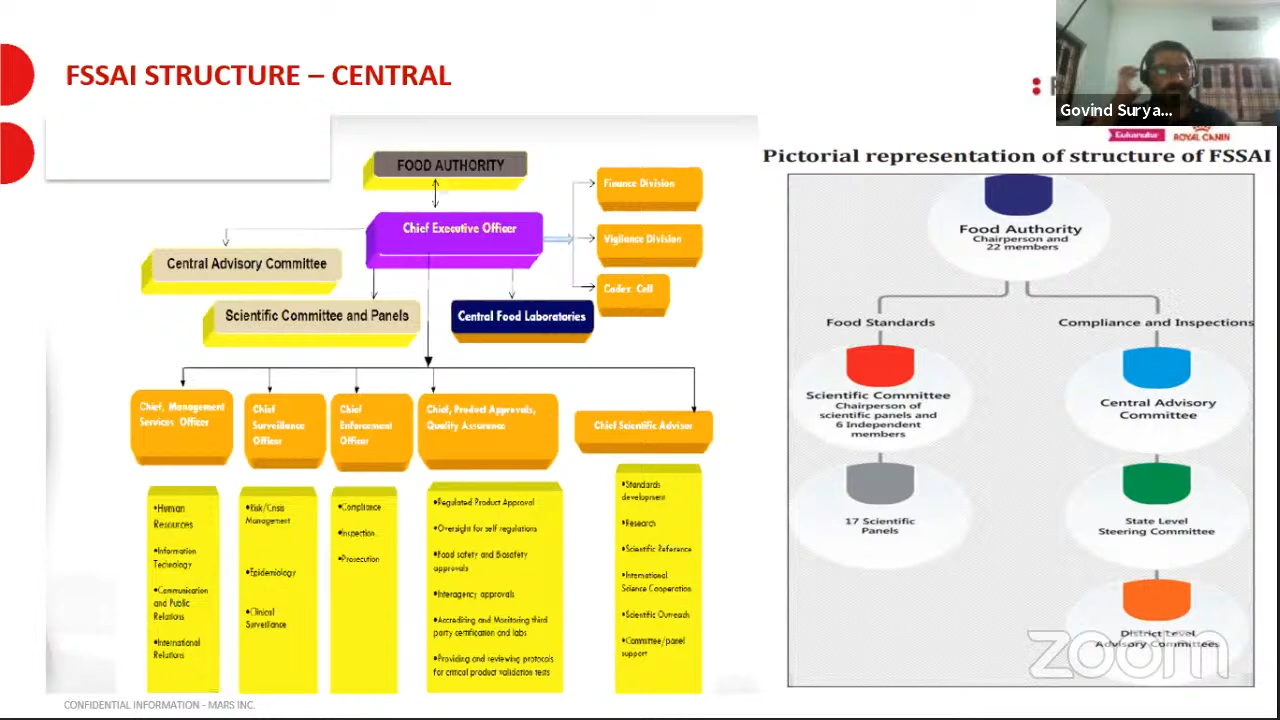 FSSAI STRUCTURE – CENTRAL
Govind Surya...
Eukanuba
ROYAL CANIN
FOOD AUTHORITY
Chief Executive Officer
Finance Division
Vigilance Division
Codex Cell
Central Advisory Committee
Scientific Committee and Panels
Central Food Laboratories
Chief, Management
Services Officer
Chief
Surveillance
Officer
Chief
Enforcement
Officer
Chief, Product Approvals,
Quality Assurance
Chief Scientific Advisor
•Human
Resources
•Information
Technology
•Communication
and Public
Relations
•International
Relations
•Risk/Crisis
Management
•Epidemiology
•Clinical
Surveillance
•Compliance
•Inspection
•Prosecution
•Regulated Product Approval
•Oversight for self regulations
•Food safety and Biosafety
approvals
•Interagency approvals
•Accrediting and Monitoring third
party certification and labs
•Providing and reviewing protocols
for critical product validation tests
•Standards
development
•Research
•Scientific Reference
•International
Science Cooperation
•Scientific Outreach
•Committee/panel
support
Pictorial representation of structure of FSSAI
Food Authority
Chairperson and
22 members
Food Standards
Compliance and Inspections
Scientific Committee
Chairperson of
scientific panels and
6 Independent
members
Central Advisory
Committee
17 Scientific
Panels
State Level
Steering Committee
District Level
Advisory Committees
zoom
CONFIDENTIAL INFORMATION - MARS INC.